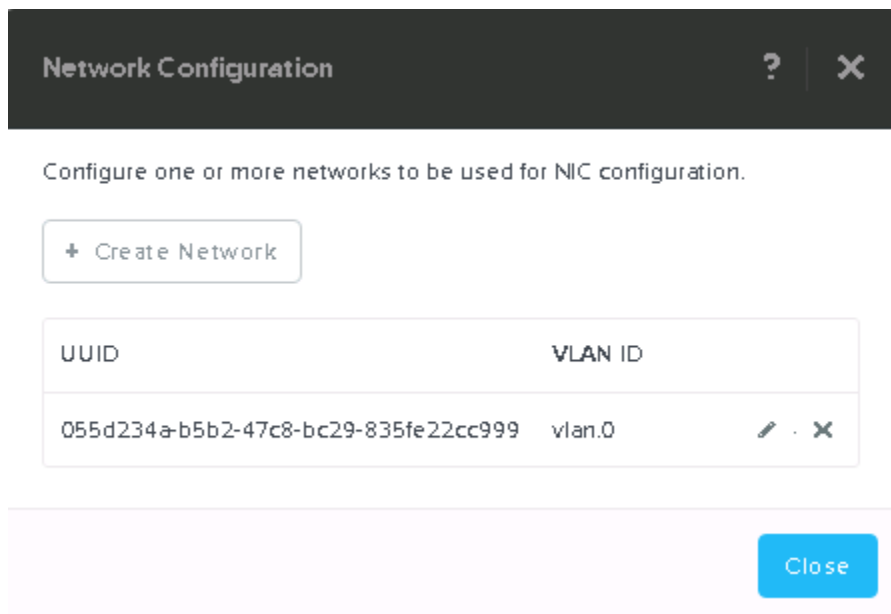 Network Configuration ?
Configure one or more networks to be used for NIC configuration.
+ Create Network
UUID VLAN ID
055d234a-b5b2-47c8-bc29-835fe22cc999 vlan.0
Close